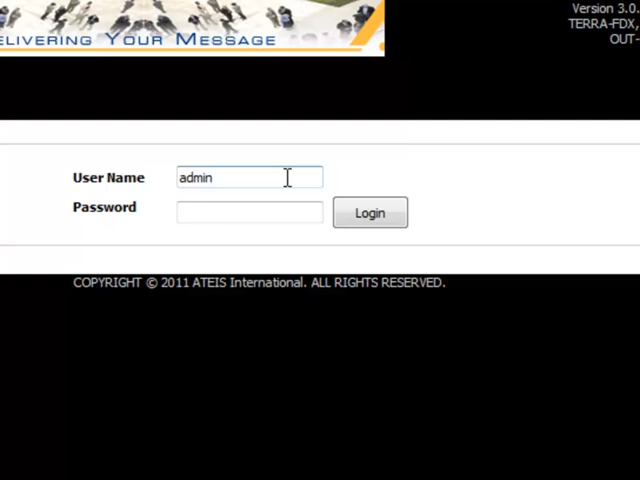 Version 3.0.
TERRA-FDX,
OUT-
ELIVERING YOUR MESSAGE
User Name
admin
Password
Login
COPYRIGHT © 2011 ATEIS International. ALL RIGHTS RESERVED.